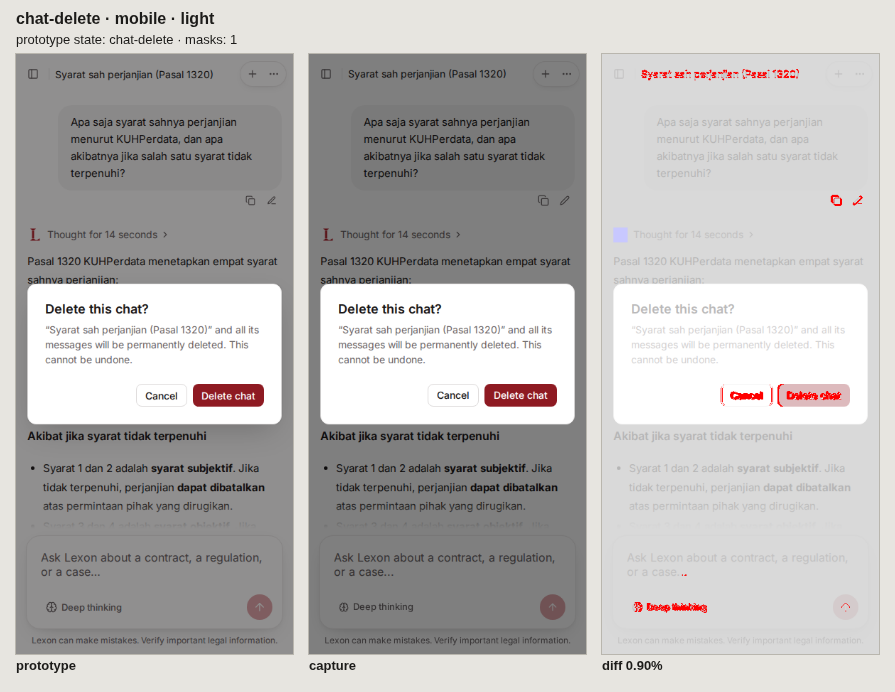 chat-delete · mobile · light
prototype state: chat-delete · masks: 1
Syarat sah perjanjian (Pasal 1320)
Apa saja syarat sahnya perjanjian
menurut KUHPerdata, dan apa
akibatnya jika salah satu syarat tidak
terpenuhi?
L Thought for 14 seconds
Pasal 1320 KUHPerdata menetapkan empat syarat
sahnya perjanjian:
Delete this chat?
“Syarat sah perjanjian (Pasal 1320)” and all its
messages will be permanently deleted. This
cannot be undone.
Cancel Delete chat
Akibat jika syarat tidak terpenuhi
• Syarat 1 dan 2 adalah syarat subjektif. Jika
tidak terpenuhi, perjanjian dapat dibatalkan
atas permintaan pihak yang dirugikan.
Ask Lexon about a contract, a regulation,
or a case...
Deep thinking
Lexon can make mistakes. Verify important legal information.
prototype
Syarat sah perjanjian (Pasal 1320)
Apa saja syarat sahnya perjanjian
menurut KUHPerdata, dan apa
akibatnya jika salah satu syarat tidak
terpenuhi?
L Thought for 14 seconds
Pasal 1320 KUHPerdata menetapkan empat syarat
sahnya perjanjian:
Delete this chat?
“Syarat sah perjanjian (Pasal 1320)” and all its
messages will be permanently deleted. This
cannot be undone.
Cancel Delete chat
Akibat jika syarat tidak terpenuhi
• Syarat 1 dan 2 adalah syarat subjektif. Jika
tidak terpenuhi, perjanjian dapat dibatalkan
atas permintaan pihak yang dirugikan.
Ask Lexon about a contract, a regulation,
or a case...
Deep thinking
Lexon can make mistakes. Verify important legal information.
capture
Syarat sah perjanjian (Pasal 1320)
Apa saja syarat sahnya perjanjian
menurut KUHPerdata, dan apa
akibatnya jika salah satu syarat tidak
terpenuhi?
Thought for 14 seconds
Pasal 1320 KUHPerdata menetapkan empat syarat
sahnya perjanjian:
Delete this chat?
“Syarat sah perjanjian (Pasal 1320)” and all its
messages will be permanently deleted. This
cannot be undone.
Cancel Delete chat
Akibat jika syarat tidak terpenuhi
• Syarat 1 dan 2 adalah syarat subjektif. Jika
tidak terpenuhi, perjanjian dapat dibatalkan
atas permintaan pihak yang dirugikan.
Ask Lexon about a contract, a regulation,
or a case...
Deep thinking
Lexon can make mistakes. Verify important legal information.
diff 0.90%